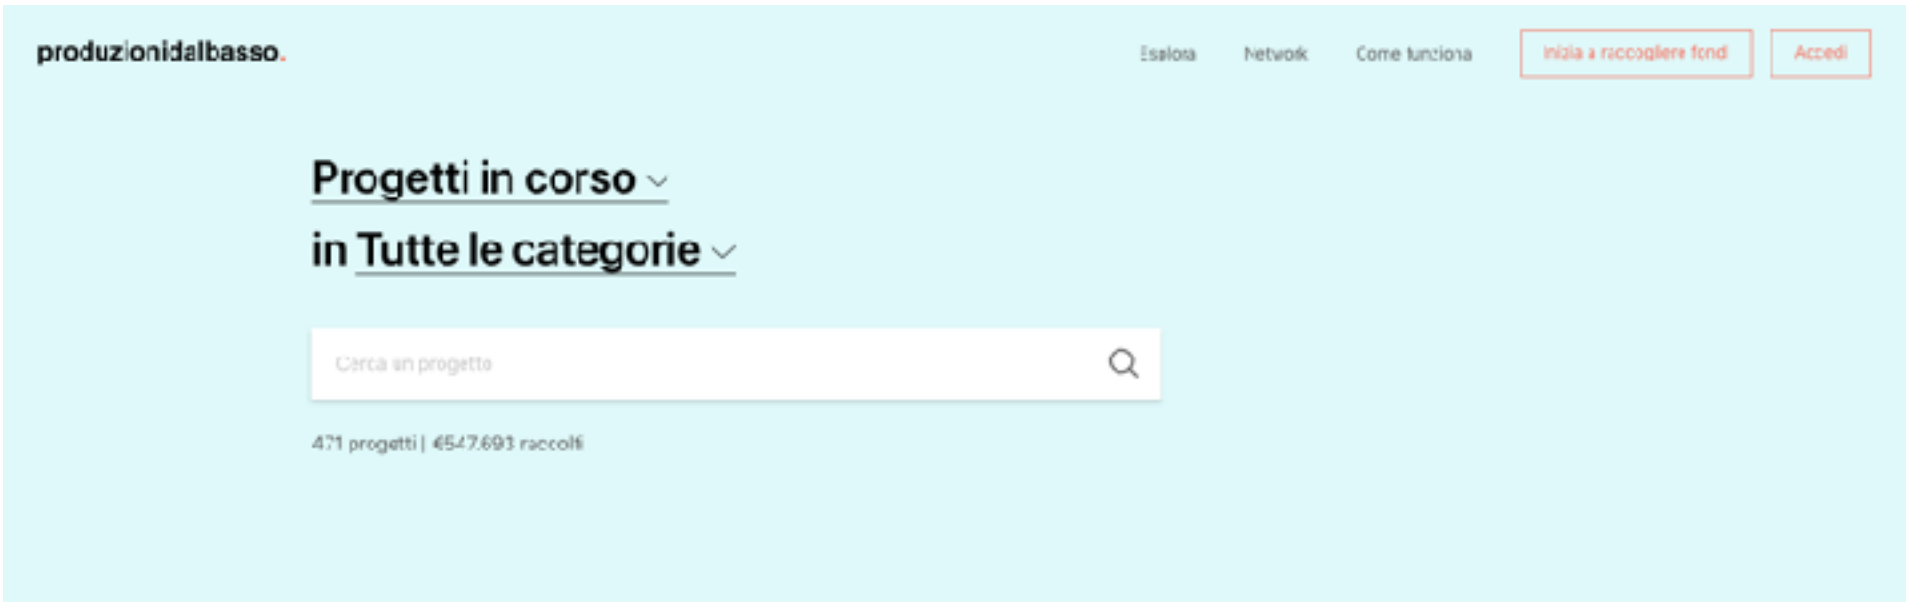 produzionidalbasso.
Esplora Network Come funziona Inizia a raccogliere fondi Accedi
Progetti in corso
in Tutte le categorie
Cerca un progetto
471 progetti | €547.693 raccolti